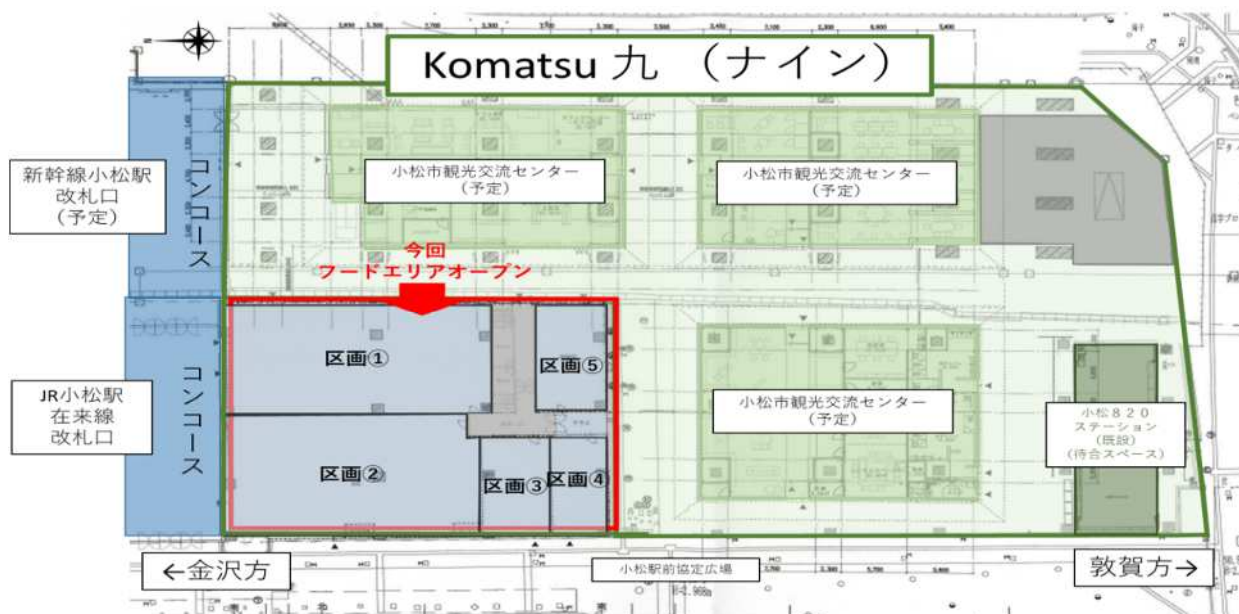 Komatsu 九 (ナイン)
新幹線小松駅
改札口
(予定)
コンコース
小松市観光交流センター
(予定)
小松市観光交流センター
(予定)
今回
フードエリアオープン
JR小松駅
在来線
改札口
コンコース
区画①
区画⑤
区画②
区画③
区画④
小松市観光交流センター
(予定)
小松820
ステーション
(既設)
(待合スペース)
←金沢方
小松駅前協定広場
敦賀方→